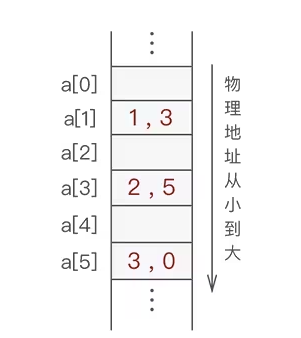 a[0]
a[1] 1 , 3
a[2]
a[3] 2 , 5
a[4]
a[5] 3 , 0
物理地址从小到大